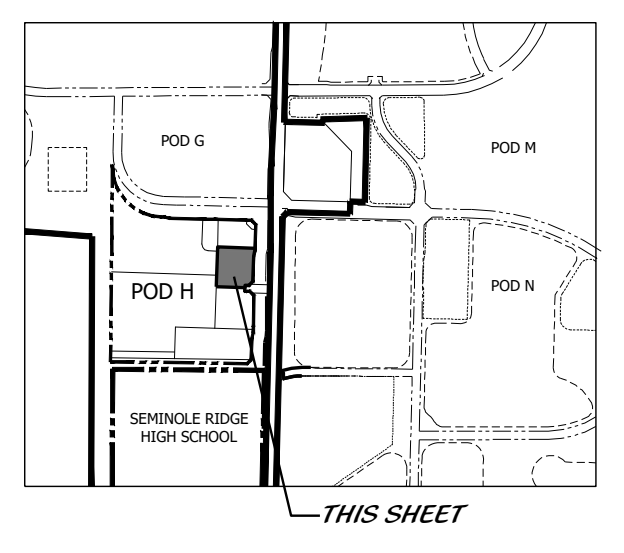 POD G
POD M
POD N
POD H
SEMINOLE RIDGE
HIGH SCHOOL
THIS SHEET